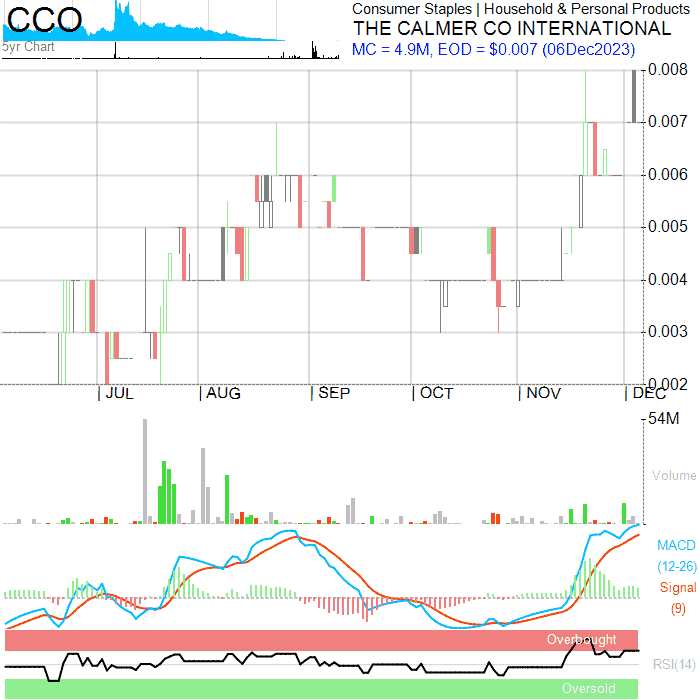 CCO
5yr Chart
Consumer Staples | Household & Personal Products
THE CALMER CO INTERNATIONAL
MC = 4.9M, EOD = $0.007 (06Dec2023)
0.008
0.007
0.006
0.005
0.004
0.003
0.002
|JUL |AUG |SEP |OCT |NOV |DEC
54M
Volume
MACD
(12-26)
Signal
(9)
Overbought
RSI(14)
Oversold